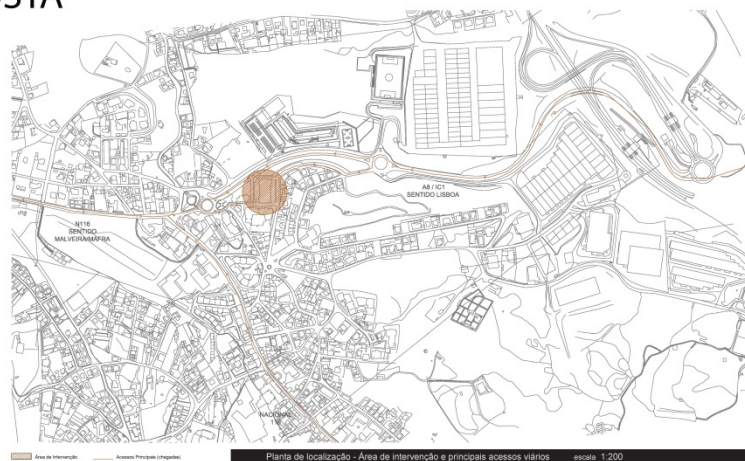 N116
SENTIDO
MALVEIRA/MAFRA
A8 / IC1
SENTIDO LISBOA
NACIONAL
Área de Intervenção
Acessos Principais (chegadas)
Planta de localização - Área de intervenção e principais acessos viários
escala 1:200